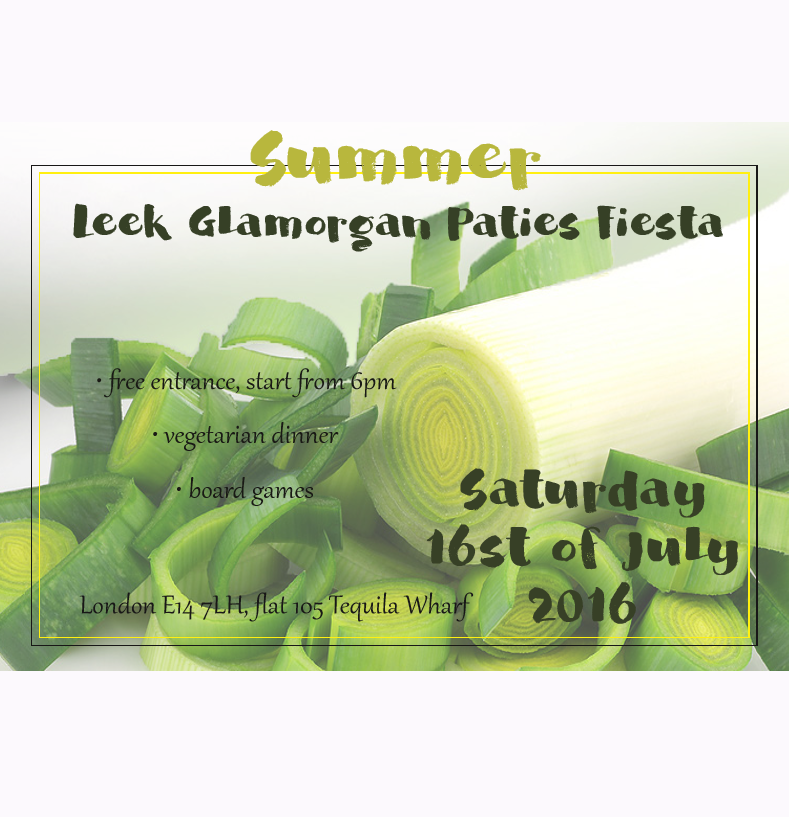 Summer
Leek Glamorgan Paties Fiesta
• free entrance, start from 6pm
• vegetarian dinner
• board games
Saturday
16st of July
2016
London E14 7LH, flat 105 Tequila Wharf